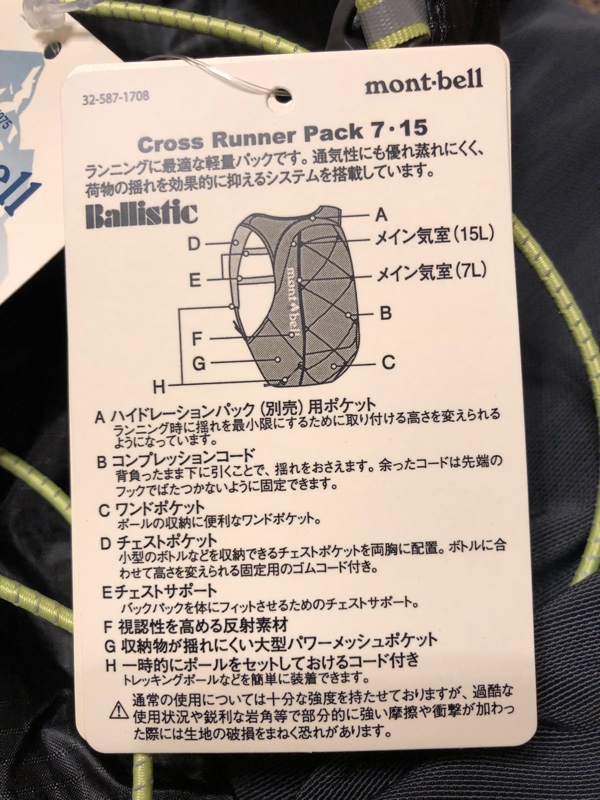 32-587-1708
mont-bell
Cross Runner Pack 7・15
ランニングに最適な軽量パックです。通気性にも優れ蒸れにくく、
荷物の揺れを効果的に抑えるシステムを搭載しています。
Ballistic
A
D
メイン気室(15L)
E
メイン気室(7L)
mont-bell
B
F
G
C
H
A ハイドレーションパック(別売)用ポケット
ランニング時に揺れを最小限にするために取り付ける高さを変えられる
ようになっています。
B コンプレッションコード
背負ったまま下に引くことで、揺れをおさえます。余ったコードは先端の
フックでばたつかないように固定できます。
C ワンドポケット
ポールの収納に便利なワンドポケット。
D チェストポケット
小型のボトルなどを収納できるチェストポケットを両胸に配置。ボトルに合
わせて高さを変えられる固定用のゴムコード付き。
E チェストサポート
バックパックを体にフィットさせるためのチェストサポート。
F 視認性を高める反射素材
G 収納物が揺れにくい大型パワーメッシュポケット
H 一時的にポールをセットしておけるコード付き
トレッキングポールなどを簡単に装着できます。
通常の使用については十分な強度を持たせておりますが、過酷な
使用状況や鋭利な岩角等で部分的に強い摩擦や衝撃が加わっ
た際には生地の破損をまねく恐れがあります。
975
ell